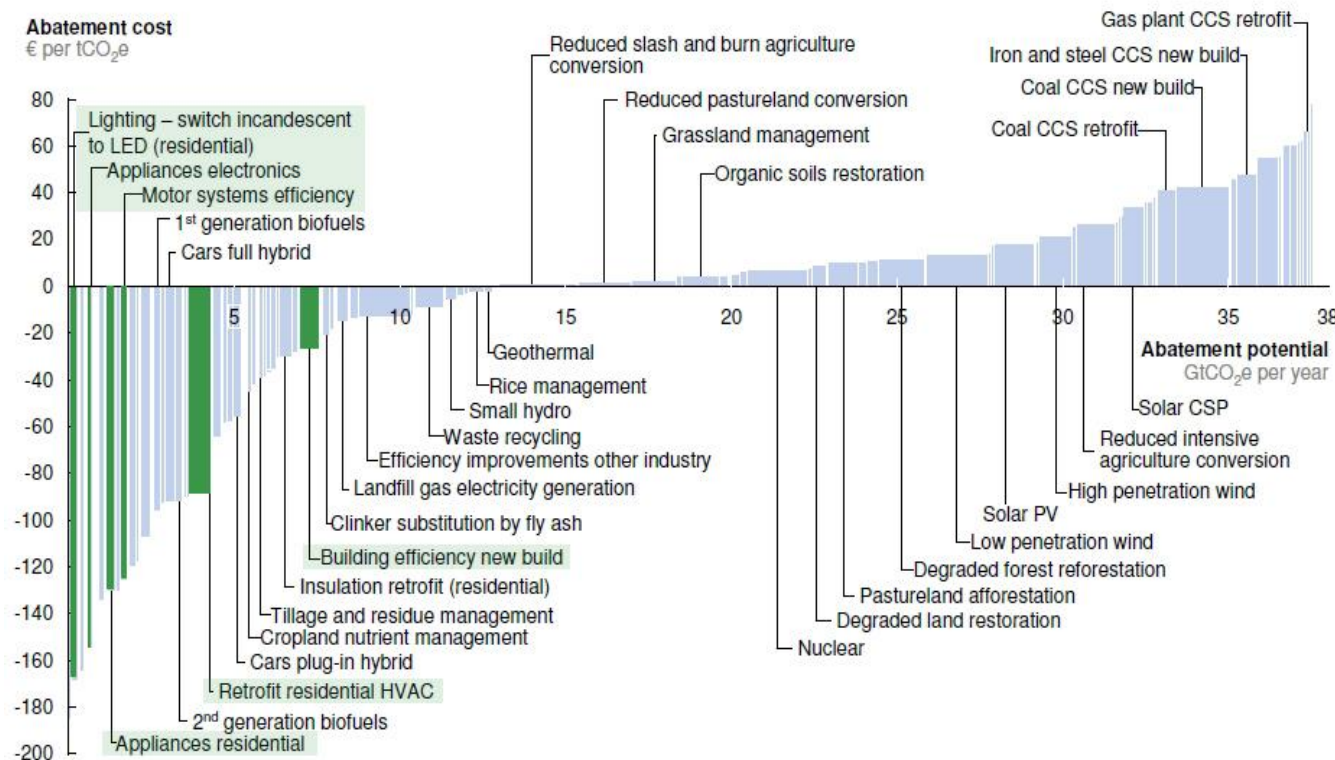 Abatement cost
€ per tCO2e
Gas plant CCS retrofit
Reduced slash and burn agriculture
conversion
Iron and steel CCS new build
Coal CCS new build
Reduced pastureland conversion
Coal CCS retrofit
Grassland management
Organic soils restoration
80
60
40
20
0
-20
-40
-60
-80
-100
-120
-140
-160
-180
-200
Lighting – switch incandescent
to LED (residential)
Appliances electronics
Motor systems efficiency
1st generation biofuels
Cars full hybrid
5
10
15
20
25
30
35
38
Abatement potential
GtCO2e per year
Geothermal
Rice management
Small hydro
Waste recycling
Efficiency improvements other industry
Landfill gas electricity generation
Clinker substitution by fly ash
Building efficiency new build
Insulation retrofit (residential)
Tillage and residue management
Cropland nutrient management
Cars plug-in hybrid
Retrofit residential HVAC
2nd generation biofuels
Appliances residential
Solar CSP
Reduced intensive
agriculture conversion
High penetration wind
Solar PV
Low penetration wind
Degraded forest reforestation
Pastureland afforestation
Degraded land restoration
Nuclear